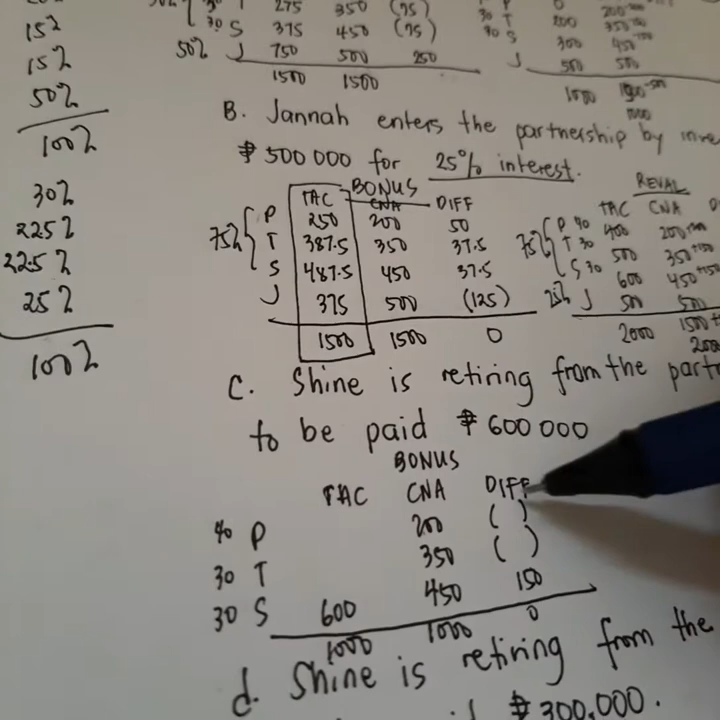 275 350 (75)
30 S 375 450 (75)
50% J 750 500 250
1500 1500
30 T 200
30 S 300 450
J 500 500
1000
15%
15%
50%
100%
30%
22.5%
22.5%
25%
100%
B. Jannah enters the partnership by
₱ 500 000 for 25% interest.
BONUS
TAC CNA DIFF
75% { P 250 200 50
T 387.5 350 37.5
S 487.5 450 37.5
J 375 500 (125)
1500 1500 0
REVAL
TAC CNA
75% { P 40 400 200
T 30 500 350+150
S 30 600 450+150
25% J 500 500
2000 1500
C. Shine is retiring from the
to be paid ₱ 600 000
BONUS
TAC CNA DIFF
40 P 200 ( )
30 T 350 ( )
30 S 600 450 150
1000 1000 0
d. Shine is retiring from the
₱ 300,000.